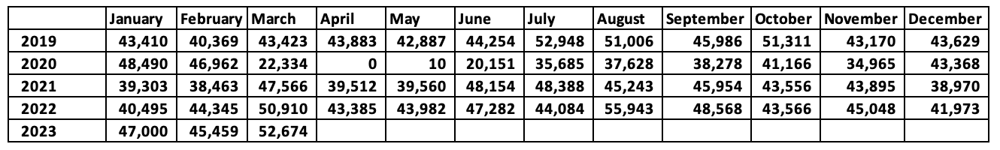 January February March April May June July August September October November December
2019 43,410 40,369 43,423 43,883 42,887 44,254 52,948 51,006 45,986 51,311 43,170 43,629
2020 48,490 46,962 22,334 0 10 20,151 35,685 37,628 38,278 41,166 34,965 43,368
2021 39,303 38,463 47,566 39,512 39,560 48,154 48,388 45,243 45,954 43,556 43,895 38,970
2022 40,495 44,345 50,910 43,385 43,982 47,282 44,084 55,943 48,568 43,566 45,048 41,973
2023 47,000 45,459 52,674